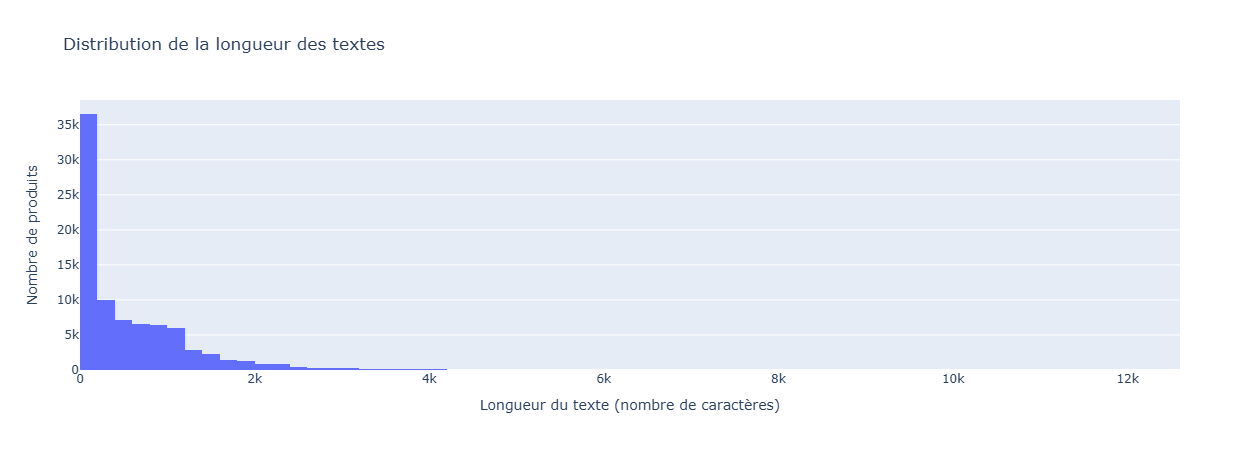 Distribution de la longueur des textes
Nombre de produits
35k
30k
25k
20k
15k
10k
5k
0
0 2k 4k 6k 8k 10k 12k
Longueur du texte (nombre de caractères)